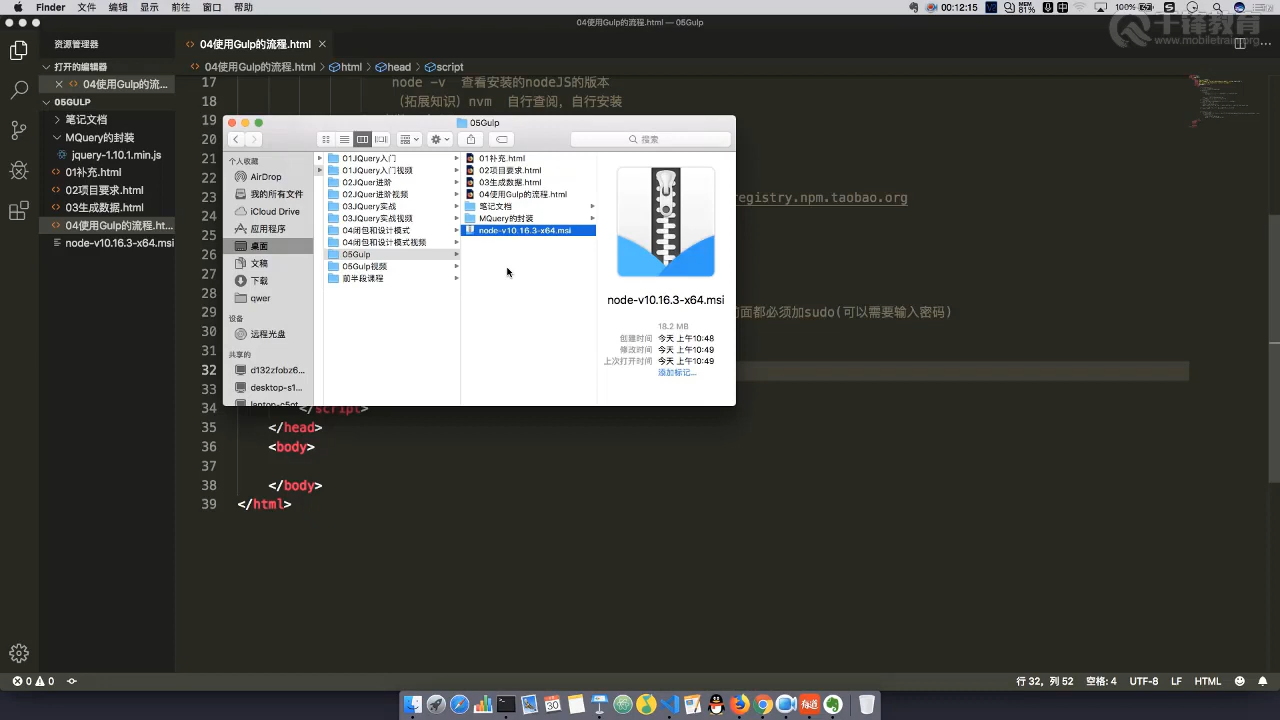 Finder 文件 编辑 显示 前往 窗口 帮助
00:12:15 MEM 81% 100%
04使用Gulp的流程.html — 05Gulp
千锋教育
www.mobiletrain.org
资源管理器
04使用Gulp的流程.html
打开的编辑器
04使用Gulp的流...
05GULP
笔记文档
MQuery的封装
jquery-1.10.1.min.js
01补充.html
02项目要求.html
03生成数据.html
04使用Gulp的流程.ht...
node-v10.16.3-x64.msi
04使用Gulp的流程.html > html > head > script
17 node -v 查看安装的nodeJS的版本
18 （拓展知识）nvm 自行查阅，自行安装
19
20
21
22
23 registry.npm.taobao.org
24
25
26
27
28
29 面都必须加sudo(可以需要输入密码)
30
31
32
33
34 </script>
35 </head>
36 <body>
37
38 </body>
39 </html>
05Gulp
搜索
个人收藏
AirDrop
我的所有文件
iCloud Drive
应用程序
桌面
文稿
下载
qwer
设备
远程光盘
共享的
d132zfobz6...
desktop-s1...
laptop-c5ot...
01.JQuery入门
01.JQuery入门视频
02.JQuer进阶
02.JQuer进阶视频
03.JQuery实战
03.JQuery实战视频
04闭包和设计模式
04闭包和设计模式视频
05Gulp
05Gulp视频
前半段课程
01补充.html
02项目要求.html
03生成数据.html
04使用Gulp的流程.html
笔记文档
MQuery的封装
node-v10.16.3-x64.msi
node-v10.16.3-x64.msi
18.2 MB
创建时间 今天 上午10:48
修改时间 今天 上午10:49
上次打开时间 今天 上午10:49
添加标记...
0 0
行 32，列 52 空格: 4 UTF-8 LF HTML